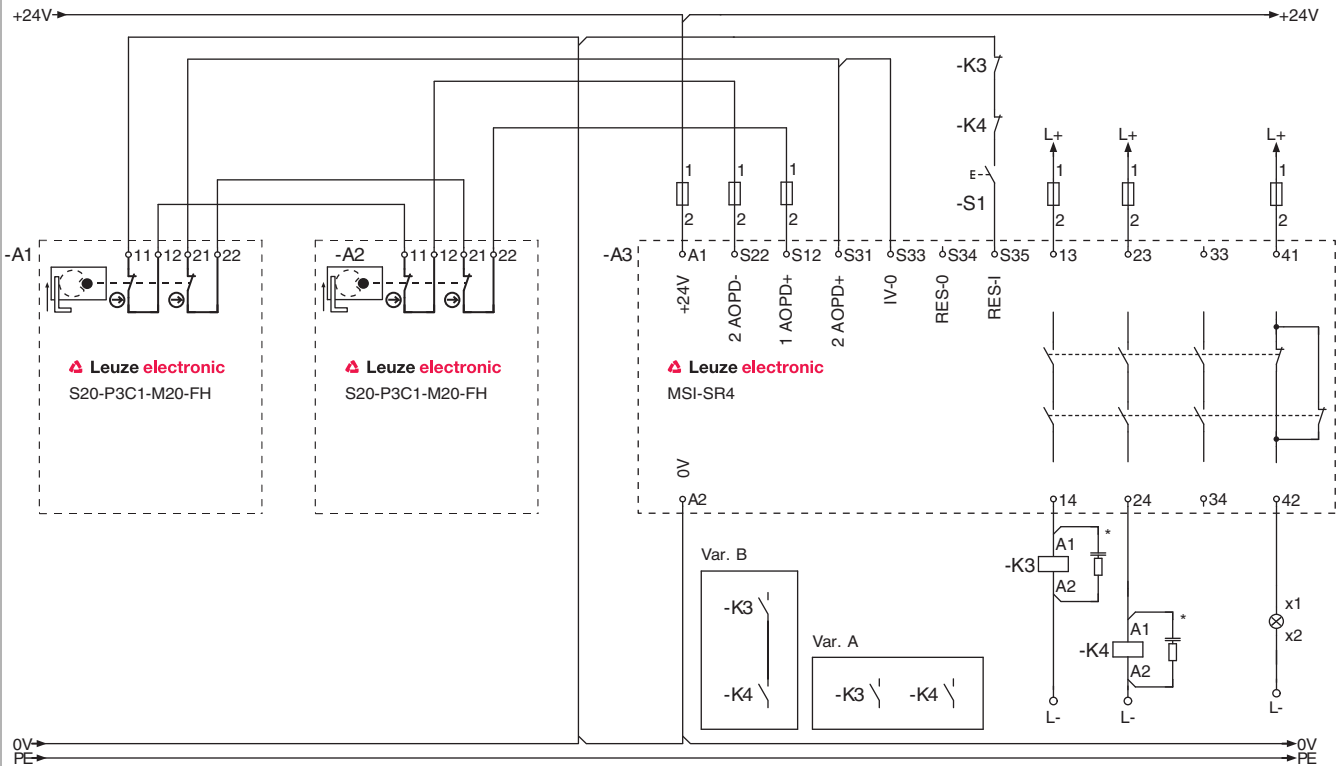 +24V +24V
-K3
-K4 L+ L+ L+
1 1 1 1 1 1
E
-S1
2 2 2 2 2 2
-A1 11 12 21 22 -A2 11 12 21 22 -A3 A1 S22 S12 S31 S33 S34 S35 13 23 33 41
+24V 2 AOPD- 1 AOPD+ 2 AOPD+ IV-0 RES-0 RES-I
Leuze electronic Leuze electronic Leuze electronic
S20-P3C1-M20-FH S20-P3C1-M20-FH MSI-SR4
0V
A2 14 24 34 42
*
A1
Var. B -K3
A2
-K3 x1
*
A1
x2
Var. A -K4
A2
-K4 -K3 -K4
L- L- L-
0V 0V
PE PE